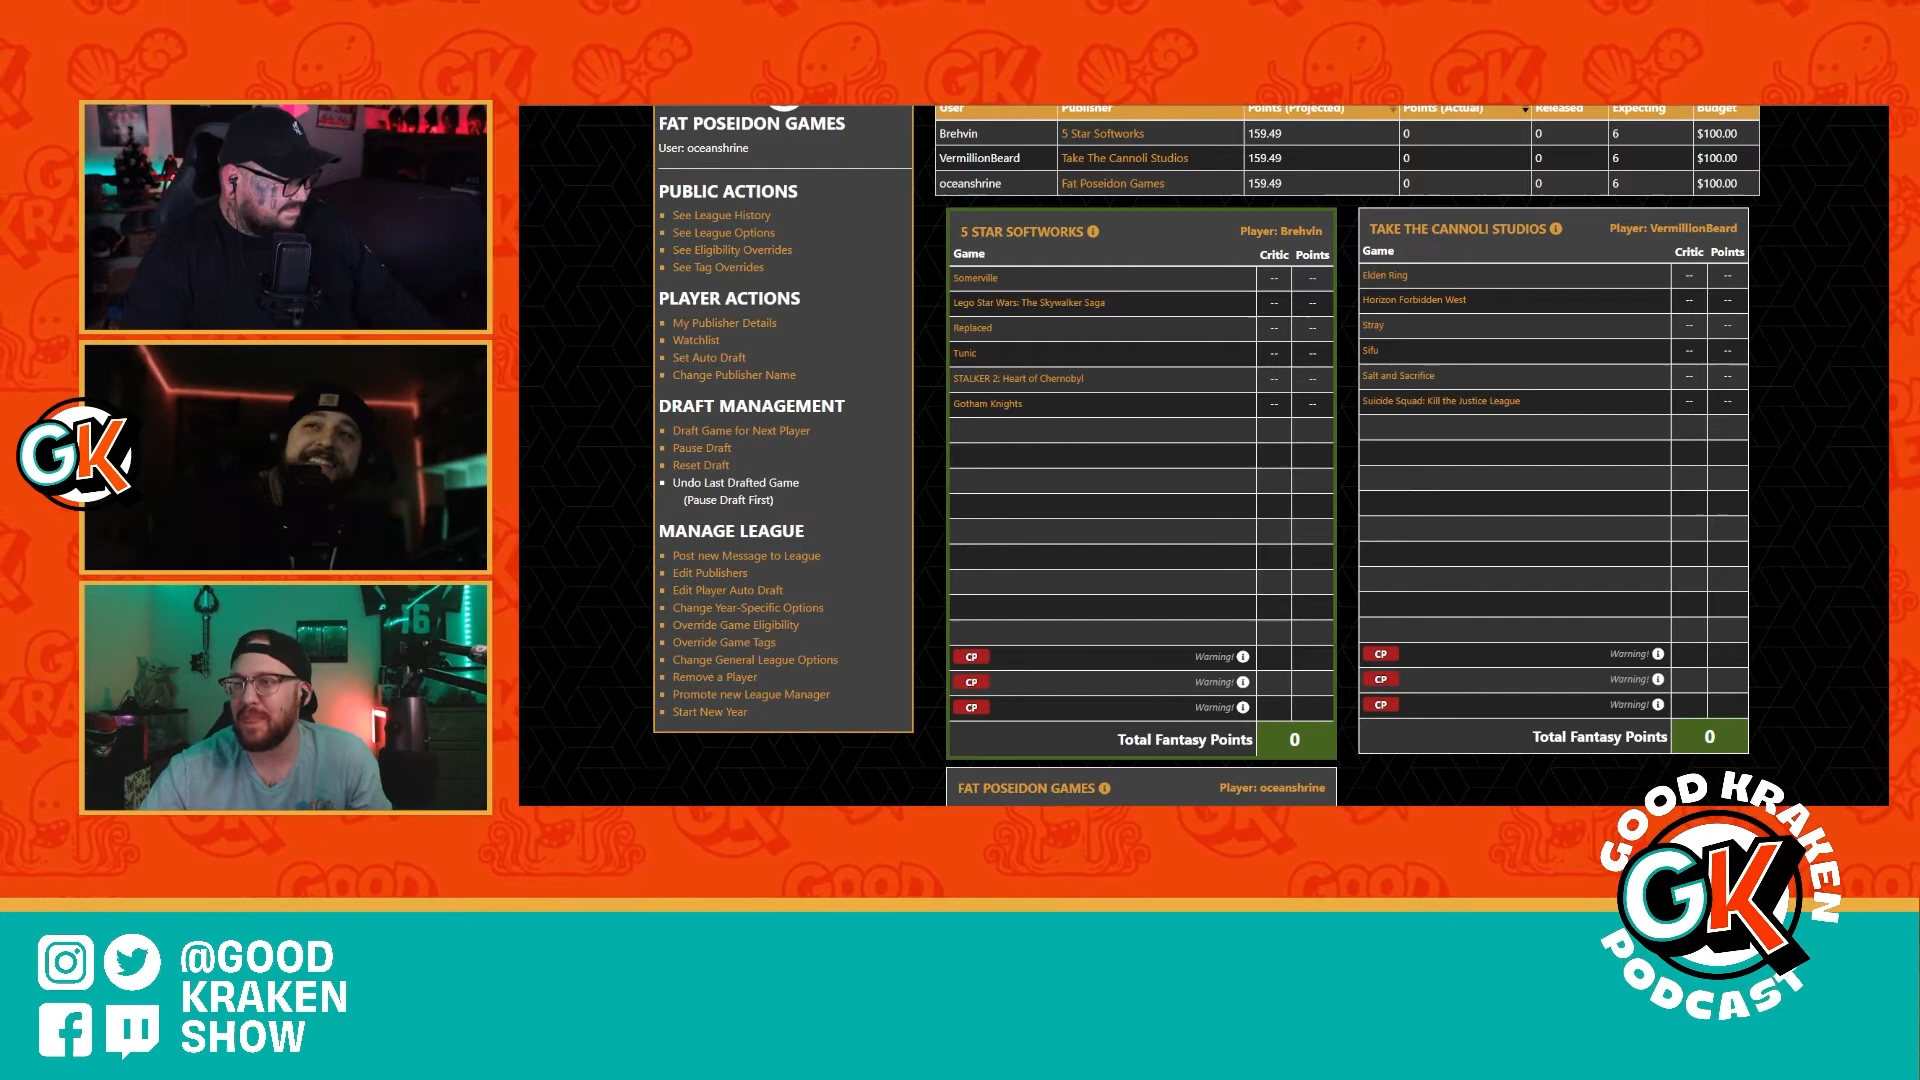 FAT POSEIDON GAMES
User: oceanshrine
PUBLIC ACTIONS
See League History
See League Options
See Eligibility Overrides
See Tag Overrides
PLAYER ACTIONS
My Publisher Details
Watchlist
Set Auto Draft
Change Publisher Name
DRAFT MANAGEMENT
Draft Game for Next Player
Pause Draft
Reset Draft
Undo Last Drafted Game
(Pause Draft First)
MANAGE LEAGUE
Post new Message to League
Edit Publishers
Edit Player Auto Draft
Change Year-Specific Options
Override Game Eligibility
Override Game Tags
Change General League Options
Remove a Player
Promote new League Manager
Start New Year
User Publisher Points (Projected) Points (Actual) Released Expecting Budget
Brehvin 5 Star Softworks 159.49 0 0 6 $100.00
VermillionBeard Take The Cannoli Studios 159.49 0 0 6 $100.00
oceanshrine Fat Poseidon Games 159.49 0 0 6 $100.00
5 STAR SOFTWORKS Player: Brehvin
Game Critic Points
Somerville -- --
Lego Star Wars: The Skywalker Saga -- --
Replaced -- --
Tunic -- --
STALKER 2: Heart of Chernobyl -- --
Gotham Knights -- --
CP Warning!
CP Warning!
CP Warning!
Total Fantasy Points 0
TAKE THE CANNOLI STUDIOS Player: VermillionBeard
Game Critic Points
Elden Ring -- --
Horizon Forbidden West -- --
Stray -- --
Sifu -- --
Salt and Sacrifice -- --
Suicide Squad: Kill the Justice League -- --
CP Warning!
CP Warning!
CP Warning!
Total Fantasy Points 0
FAT POSEIDON GAMES Player: oceanshrine
16
GK
GOOD KRAKEN
GK
PODCAST
@GOOD
KRAKEN
SHOW